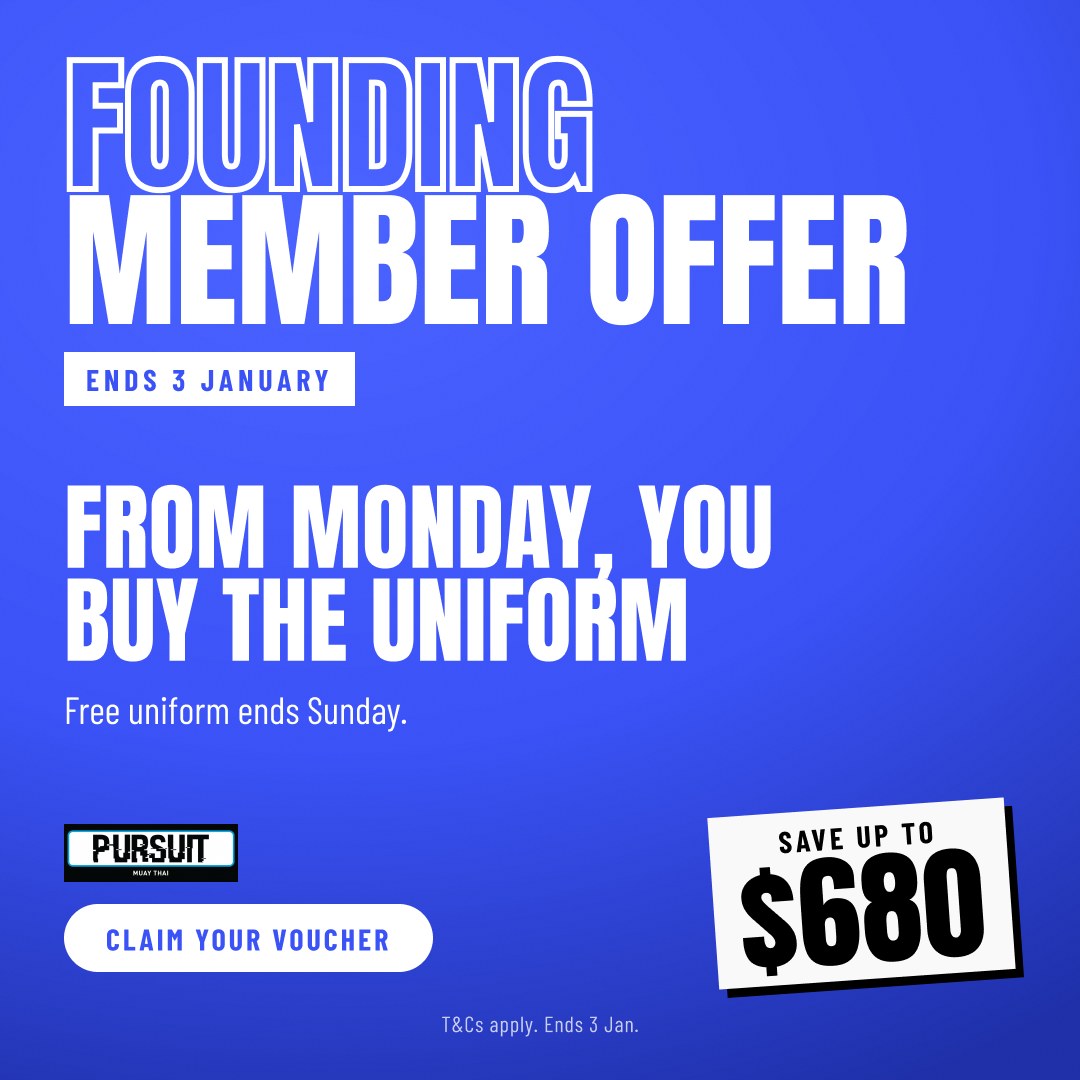 FOUNDING
MEMBER OFFER
ENDS 3 JANUARY
FROM MONDAY, YOU
BUY THE UNIFORM
Free uniform ends Sunday.
PURSUIT
MUAY THAI
CLAIM YOUR VOUCHER
SAVE UP TO
$680
T&Cs apply. Ends 3 Jan.